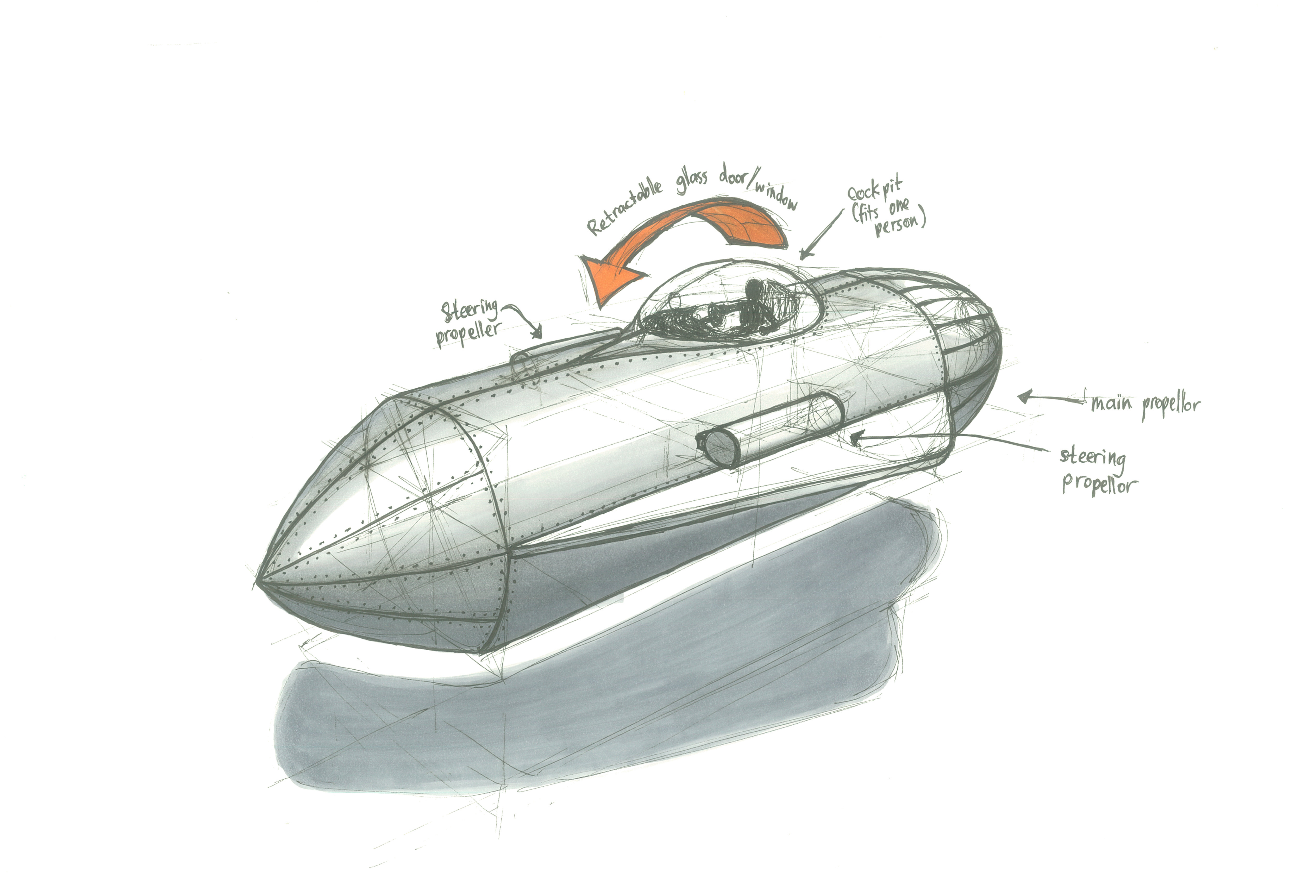 Retractable glass door/window
Cockpit
(fits one
person)
Steering
propeller
main propellor
steering
propellor